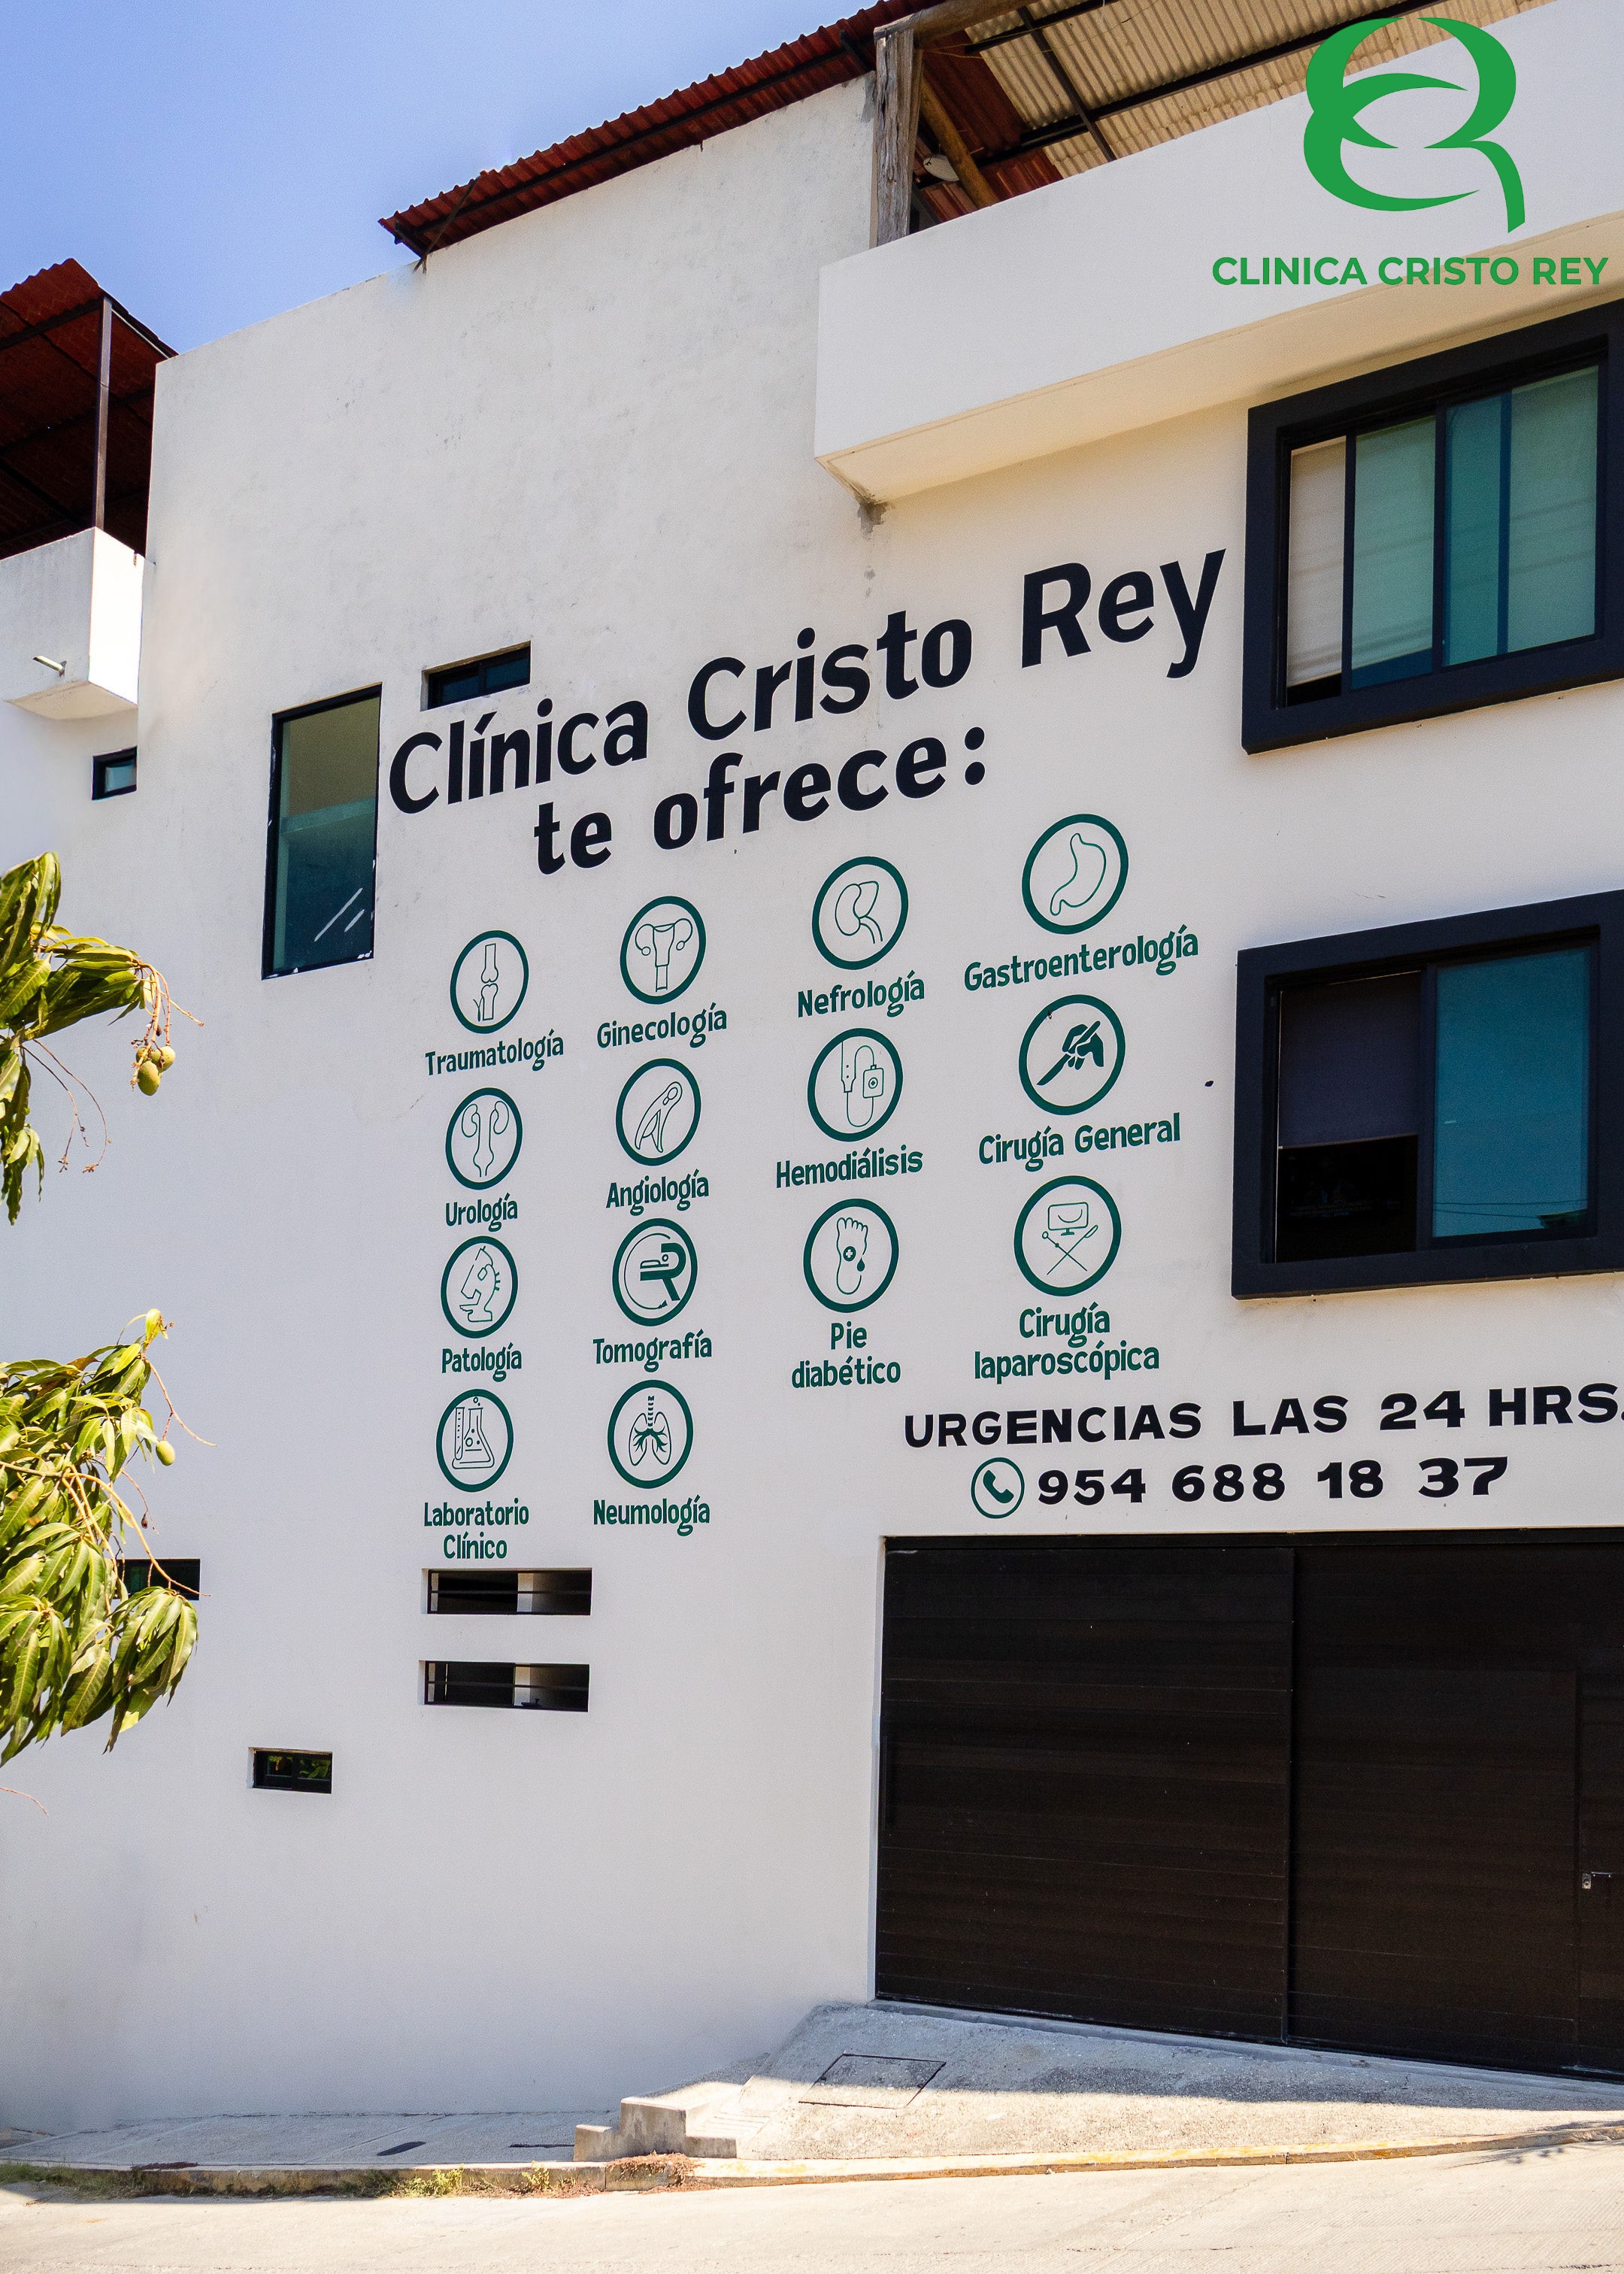 CLINICA CRISTO REY
Clínica Cristo Rey
te ofrece:
Traumatología
Ginecología
Nefrología
Gastroenterología
Urología
Angiología
Hemodiálisis
Cirugía General
Patología
Tomografía
Pie
diabético
Cirugía
laparoscópica
Laboratorio
Clínico
Neumología
URGENCIAS LAS 24 HRS.
954 688 18 37